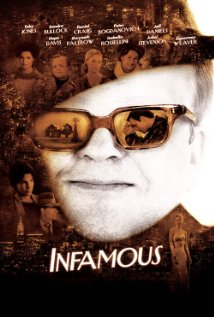 Toby Sandra Daniel Peter Jeff
JONES BULLOCK CRAIG BOGDANOVICH DANIELS
Hope Gwyneth Isabella Juliet Sigourney
DAVIS PALTROW ROSSELLINI STEVENSON WEAVER
INFAMOUS